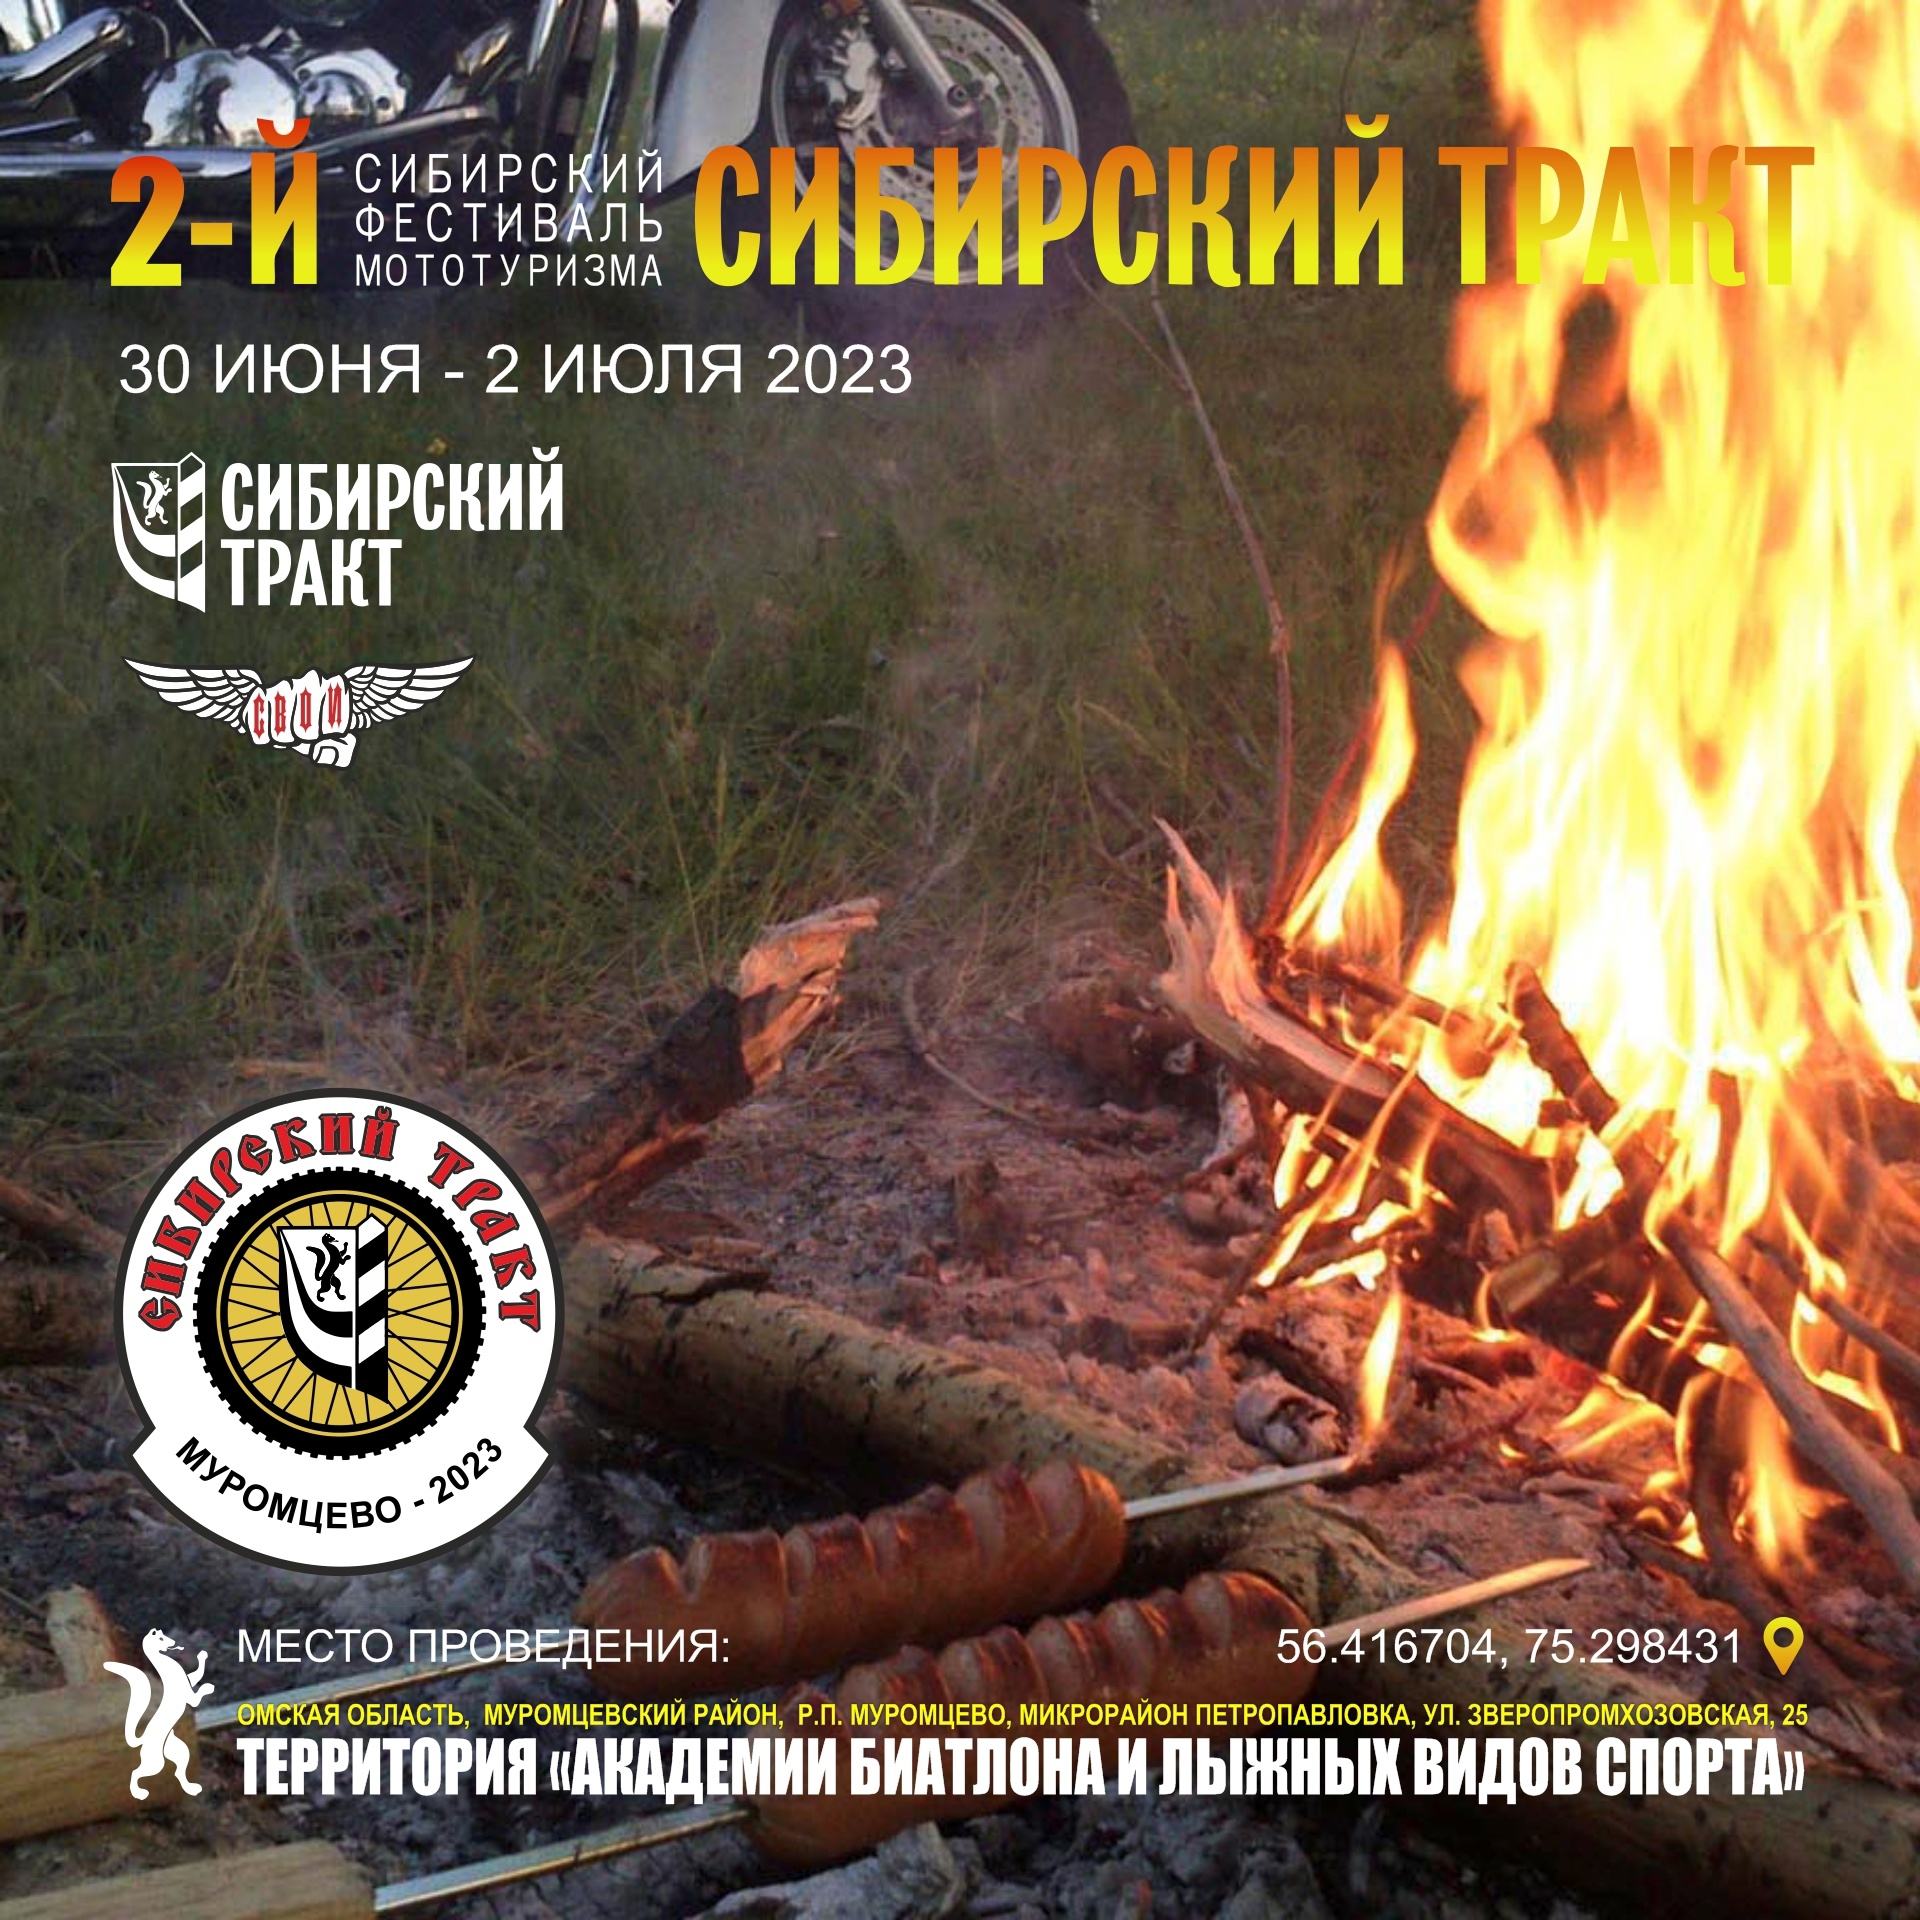 2-Й
СИБИРСКИЙ
ФЕСТИВАЛЬ
МОТОТУРИЗМА
СИБИРСКИЙ ТРАКТ
30 ИЮНЯ - 2 ИЮЛЯ 2023
СИБИРСКИЙ
ТРАКТ
СВОИ
СИБИРСКИЙ ТРАКТ
МУРОМЦЕВО - 2023
МЕСТО ПРОВЕДЕНИЯ:
56.416704, 75.298431
ОМСКАЯ ОБЛАСТЬ, МУРОМЦЕВСКИЙ РАЙОН, Р.П. МУРОМЦЕВО, МИКРОРАЙОН ПЕТРОПАВЛОВКА, УЛ. ЗВЕРОПРОМХОЗОВСКАЯ, 25
ТЕРРИТОРИЯ «АКАДЕМИИ БИАТЛОНА И ЛЫЖНЫХ ВИДОВ СПОРТА»